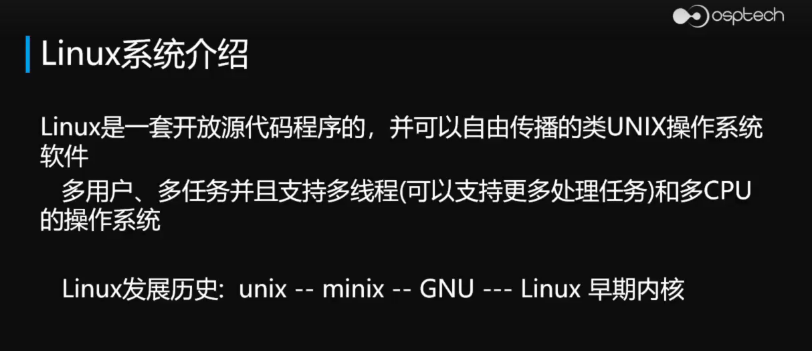 osptech
Linux系统介绍
Linux是一套开放源代码程序的，并可以自由传播的类UNIX操作系统
软件
多用户、多任务并且支持多线程(可以支持更多处理任务)和多CPU
的操作系统
Linux发展历史: unix -- minix -- GNU --- Linux 早期内核